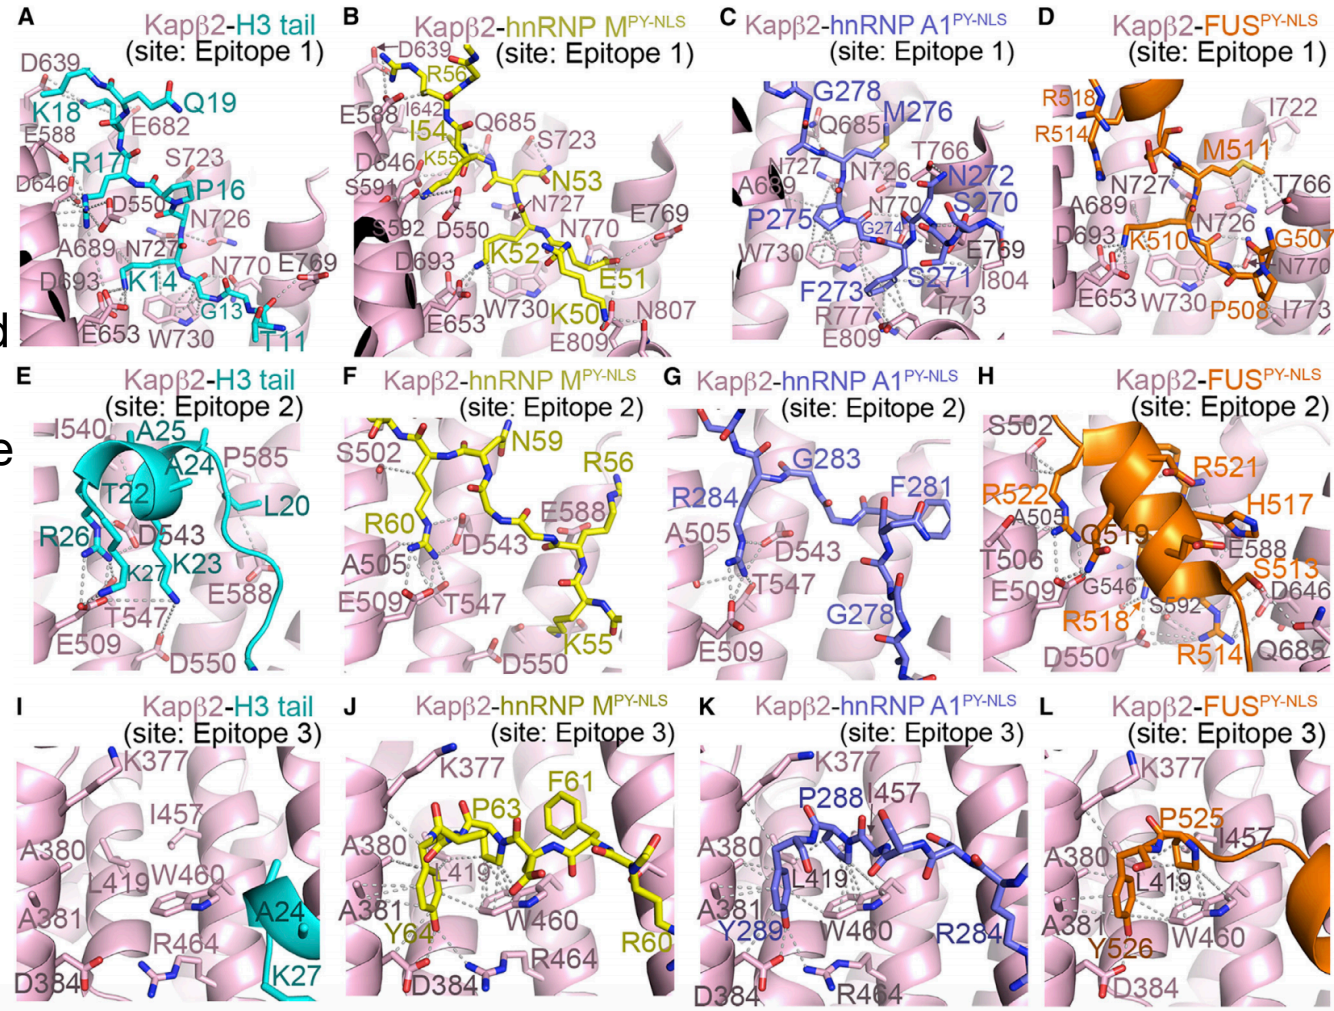 A
Kapβ2-H3 tail
(site: Epitope 1)
D639
K18
Q19
E682
E588
R17
S723
D646
P16
D550
N726
A689
N727
D693
K14
N770
E769
G13
E653
W730
T11
B
Kapβ2-hnRNP M^PY-NLS
(site: Epitope 1)
D639
R56
E588
I642
I54
Q685
S723
D646
K55
S591
N53
S592
D550
N727
N770
E769
K52
D693
E51
E653
W730
K50
N807
E809
C
Kapβ2-hnRNP A1^PY-NLS
(site: Epitope 1)
G278
M276
Q685
T766
N727
N726
N272
A689
S270
N770
P275
G274
W730
E769
S271
I804
F273
I773
R777
E809
D
Kapβ2-FUS^PY-NLS
(site: Epitope 1)
R518
I722
R514
M511
N727
T766
A689
N726
D693
K510
G507
N770
E653
W730
P508
I773
d
e
E
Kapβ2-H3 tail
(site: Epitope 2)
I540
A25
A24
P585
T22
L20
R26
D543
K23
K27
E588
T547
E509
D550
F
Kapβ2-hnRNP M^PY-NLS
(site: Epitope 2)
S502
N59
R56
R60
E588
D543
A505
E509
T547
K55
D550
G
Kapβ2-hnRNP A1^PY-NLS
(site: Epitope 2)
G283
F281
R284
A505
D543
T547
G278
E509
H
Kapβ2-FUS^PY-NLS
(site: Epitope 2)
S502
R521
R522
H517
A505
Q519
E588
T506
S513
E509
G546
D646
S592
R518
R514
Q685
D550
I
Kapβ2-H3 tail
(site: Epitope 3)
K377
I457
A380
L419
W460
A381
A24
R464
D384
K27
J
Kapβ2-hnRNP M^PY-NLS
(site: Epitope 3)
K377
F61
P63
A380
L419
A381
W460
Y64
R60
R464
D384
K
Kapβ2-hnRNP A1^PY-NLS
(site: Epitope 3)
K377
P288
I457
A380
L419
A381
Y289
W460
R284
D384
R464
L
Kapβ2-FUS^PY-NLS
(site: Epitope 3)
K377
P525
I457
A380
L419
A381
Y526
W460
D384